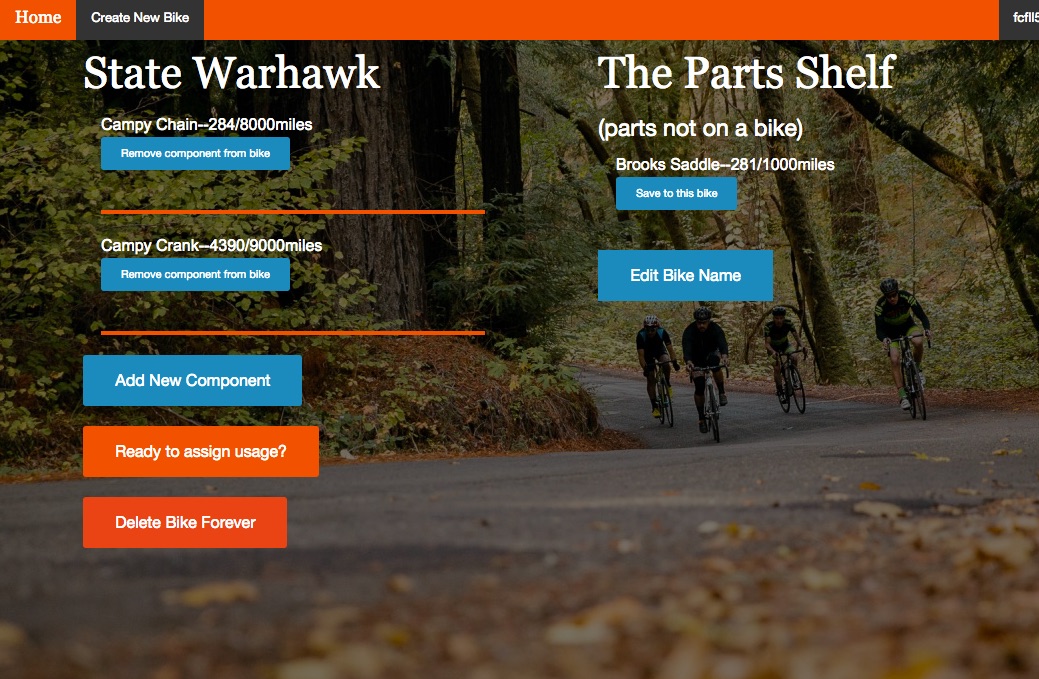 Home
Create New Bike
fcfll5
State Warhawk
Campy Chain--284/8000miles
Remove component from bike
Campy Crank--4390/9000miles
Remove component from bike
Add New Component
Ready to assign usage?
Delete Bike Forever
The Parts Shelf
(parts not on a bike)
Brooks Saddle--281/1000miles
Save to this bike
Edit Bike Name